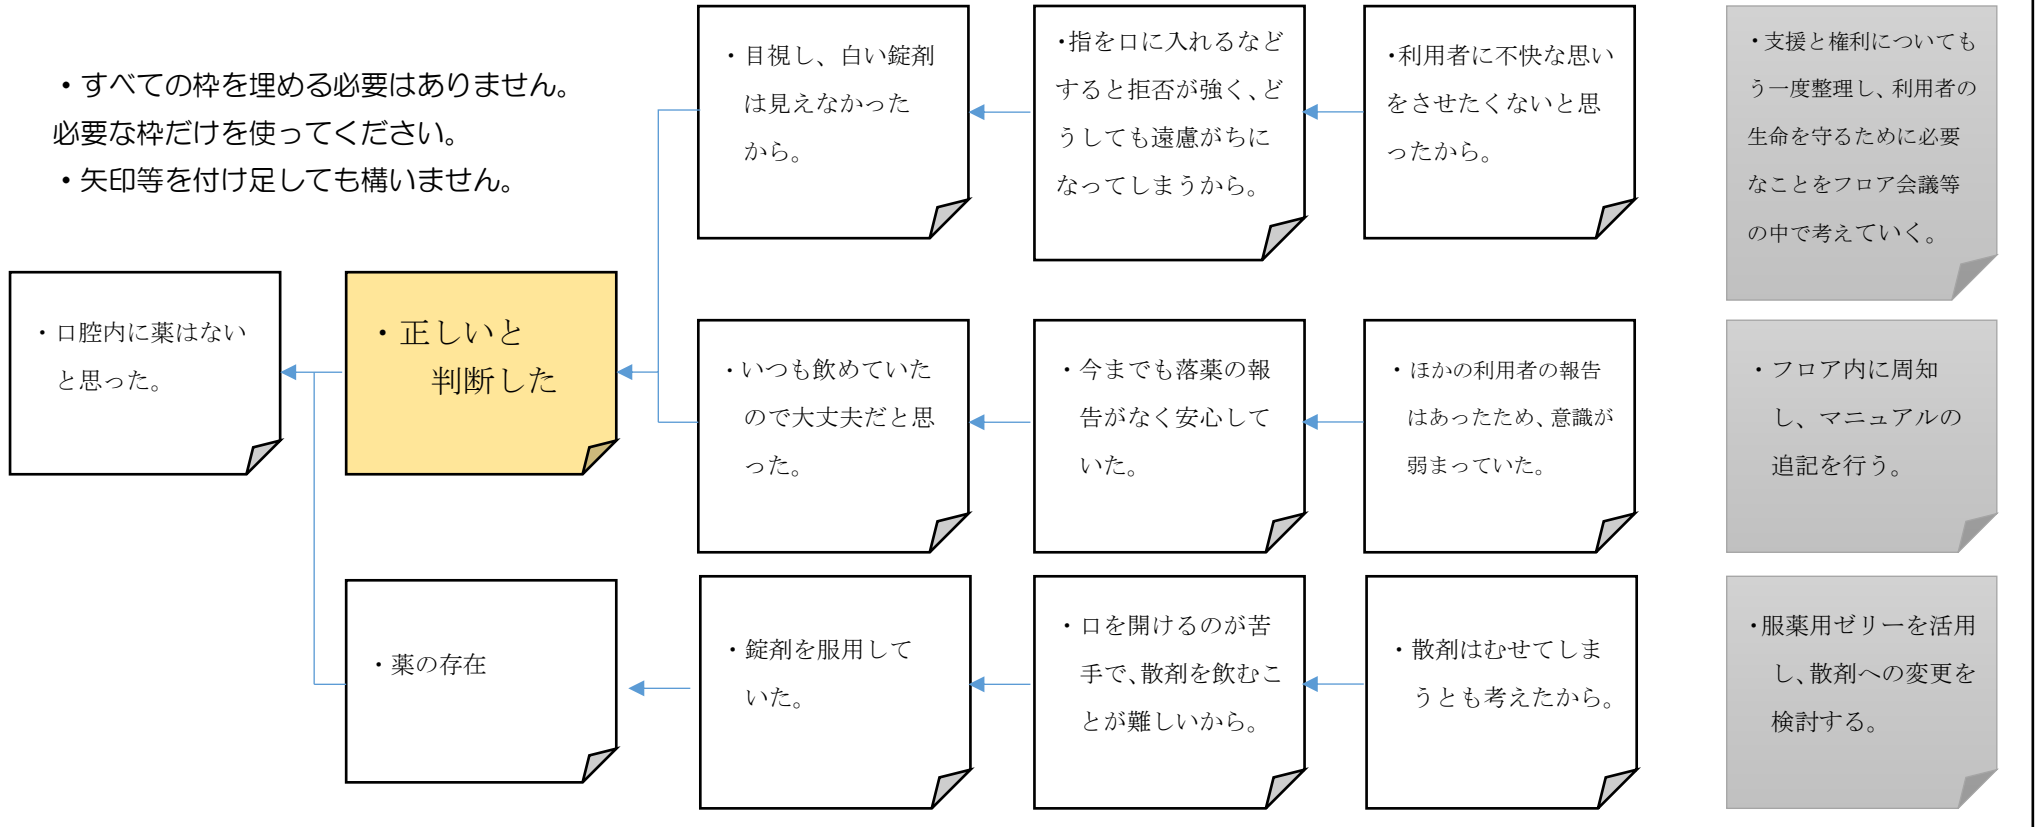 ・すべての枠を埋める必要はありません。
必要な枠だけを使ってください。
・矢印等を付け足しても構いません。
・目視し、白い錠剤
は見えなかった
から。
・指を口に入れるなど
すると拒否が強く、ど
うしても遠慮がちに
なってしまうから。
・利用者に不快な思い
をさせたくないと思
ったから。
・支援と権利についても
う一度整理し、利用者の
生命を守るために必要
なことをフロア会議等
の中で考えていく。
・口腔内に薬はない
と思った。
・正しいと
判断した
・いつも飲めていた
ので大丈夫だと思
った。
・今までも落薬の報
告がなく安心して
いた。
・ほかの利用者の報告
はあったため、意識が
弱まっていた。
・フロア内に周知
し、マニュアルの
追記を行う。
・薬の存在
・錠剤を服用して
いた。
・口を開けるのが苦
手で、散剤を飲むこ
とが難しいから。
・散剤はむせてしま
うとも考えたから。
・服薬用ゼリーを活用
し、散剤への変更を
検討する。